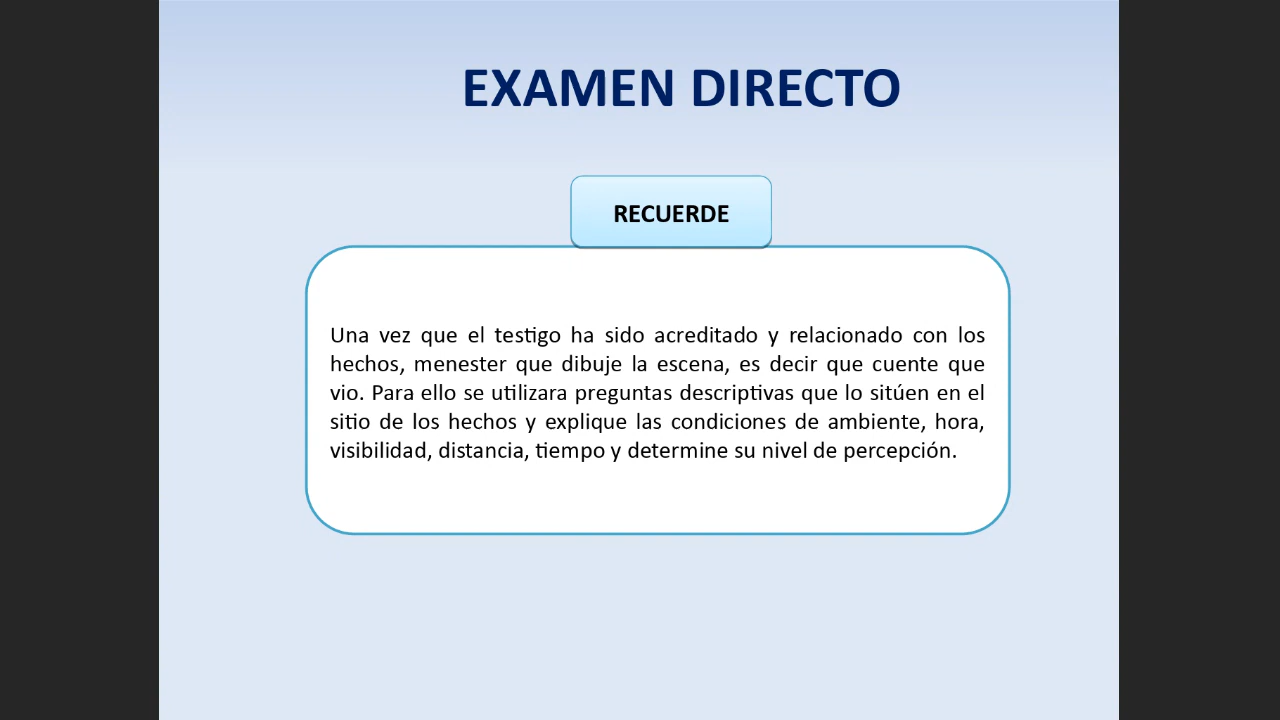 EXAMEN DIRECTO
RECUERDE
Una vez que el testigo ha sido acreditado y relacionado con los
hechos, menester que dibuje la escena, es decir que cuente que
vio. Para ello se utilizara preguntas descriptivas que lo sitúen en el
sitio de los hechos y explique las condiciones de ambiente, hora,
visibilidad, distancia, tiempo y determine su nivel de percepción.